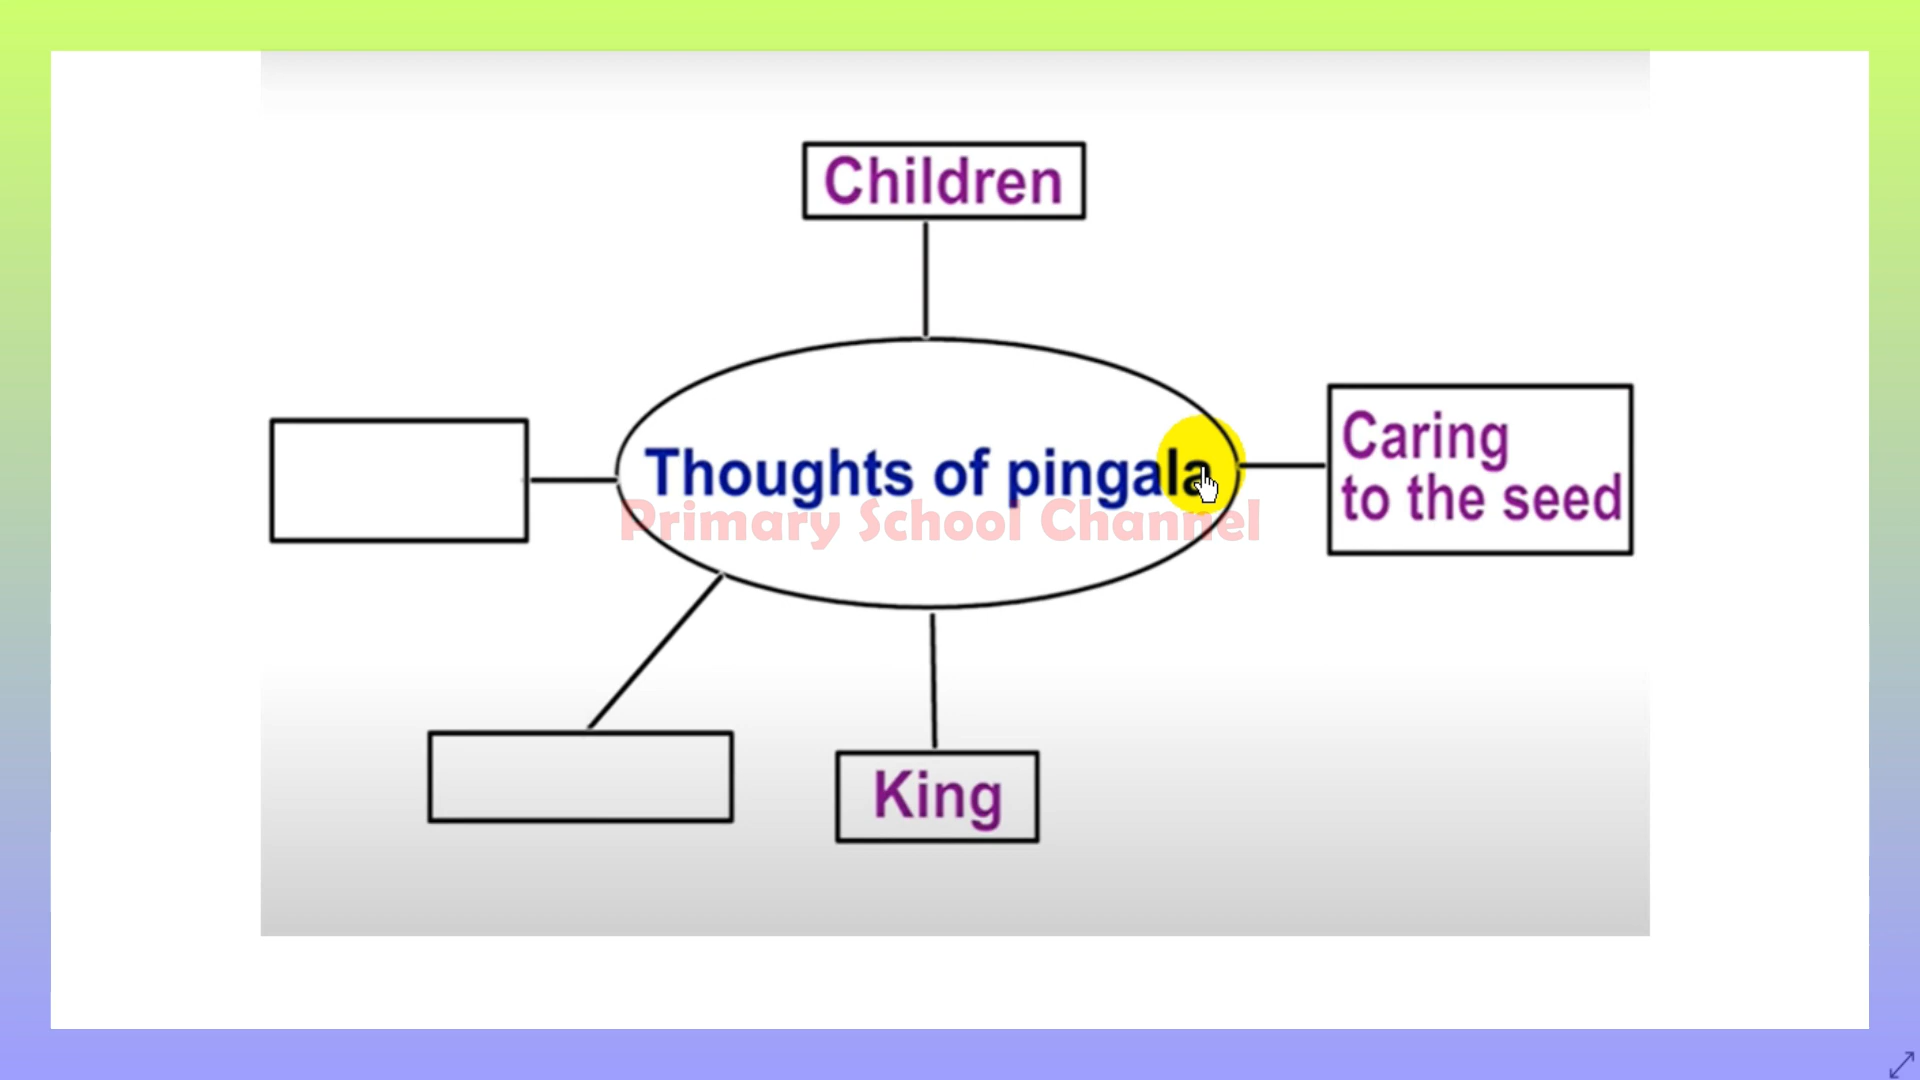 Children
Thoughts of pingala
Caring
to the seed
Primary School Channel
King